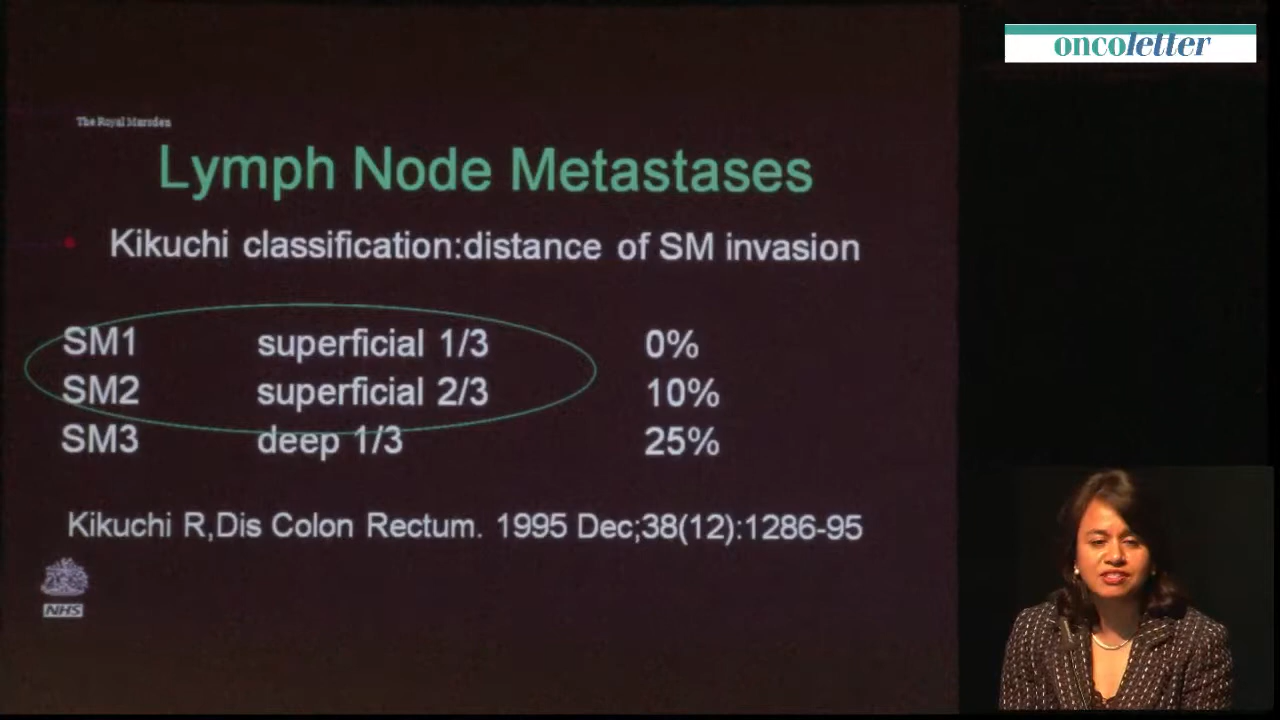 oncoletter
The Royal Marsden
Lymph Node Metastases
Kikuchi classification:distance of SM invasion
SM1 superficial 1/3 0%
SM2 superficial 2/3 10%
SM3 deep 1/3 25%
Kikuchi R,Dis Colon Rectum. 1995 Dec;38(12):1286-95
NHS